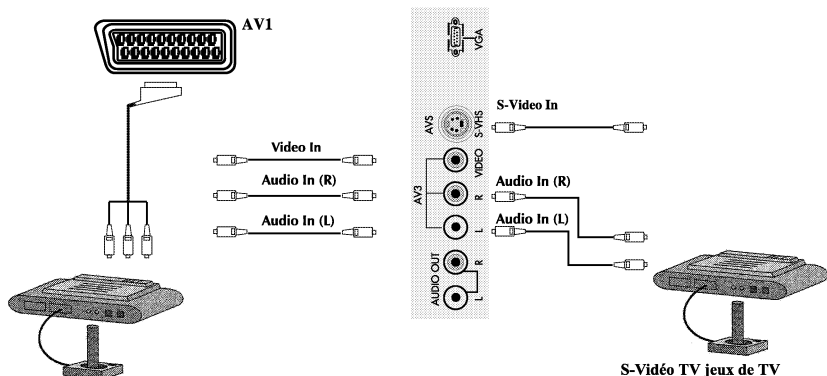 AV1
VGA
S-Video In
AVS
S-VHS
Video In
VIDEO
Audio In (R)
AV3
R
Audio In (R)
Audio In (L)
L
Audio In (L)
AUDIO OUT
R
L
S-Vidéo TV jeux de TV